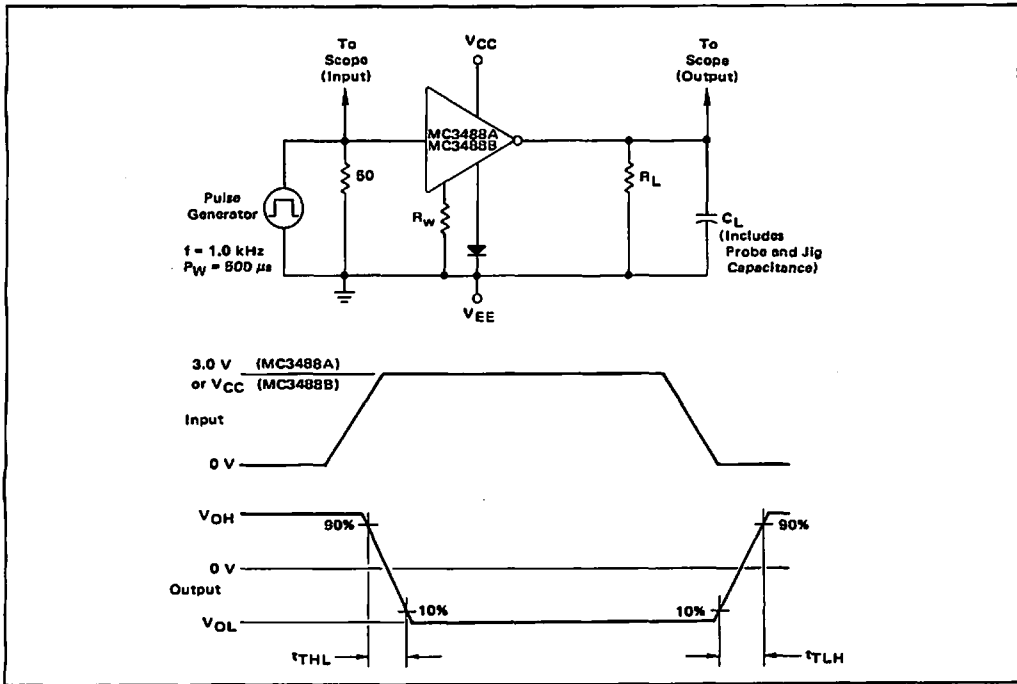 To
Scope
(Input)
VCC
To
Scope
(Output)
MC3488A
MC3488B
50
RW
RL
CL
(Includes
Probe and Jig
Capacitance)
Pulse
Generator
f = 1.0 kHz
PW = 500 μs
VEE
3.0 V (MC3488A)
or VCC (MC3488B)
Input
0 V
VOH
90%
90%
0 V
Output
10%
10%
VOL
tTHL
tTLH